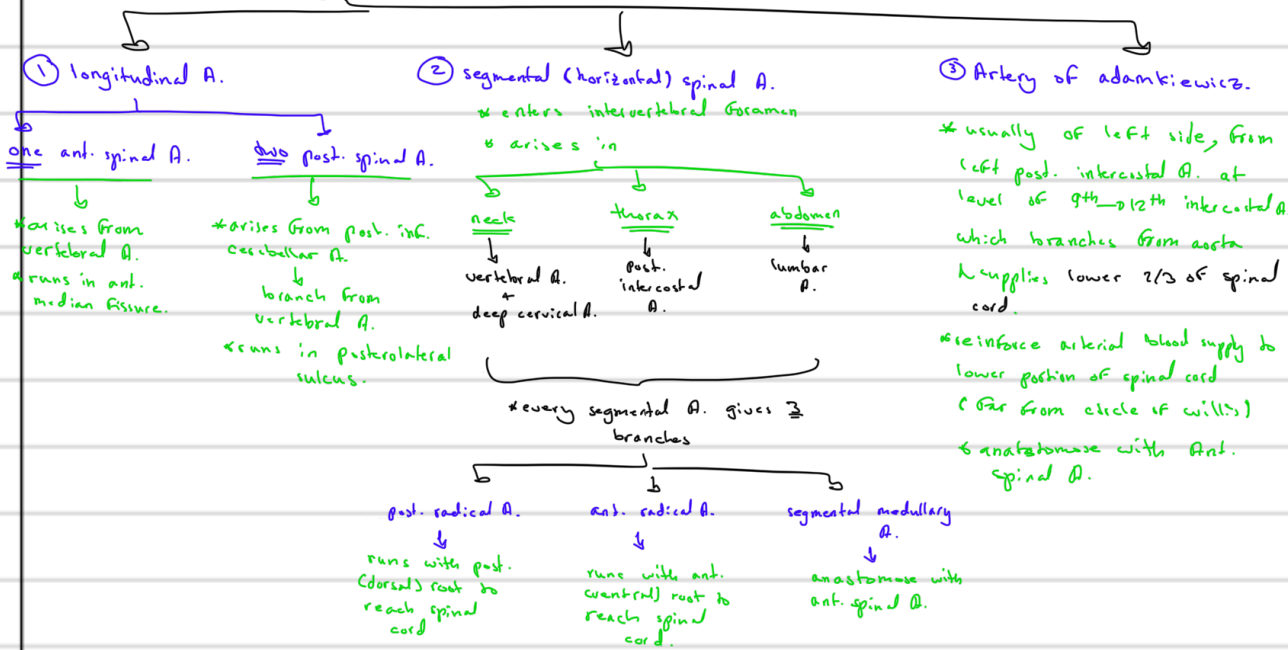 ① longitudinal A.
one ant. spinal A.
two post. spinal A.
*arises from
vertebral A.
*runs in ant.
median fissure.
*arises from post. inf.
cerebellar A.
branch from
vertebral A.
*runs in posterolateral
sulcus.
② segmental (horizontal) spinal A.
* enters intervertebral foramen
* arises in
neck
vertebral A.
+
deep cervical A.
thorax
post.
intercostal
A.
abdomen
lumbar
A.
*every segmental A. gives 3
branches
post. radical A.
runs with post.
(dorsal) root to
reach spinal
cord
ant. radical A.
runs with ant.
(ventral) root to
reach spinal
cord.
segmental medullary
A.
anastomose with
ant. spinal A.
③ Artery of adamkiewicz.
* usually of left side, from
left post. intercostal A. at
level of 9th→12th intercostal A
which branches from aorta
supplies lower 2/3 of spinal
cord.
*reinforce arterial blood supply to
lower portion of spinal cord
(far from circle of willis)
* anatstomose with Ant.
spinal A.